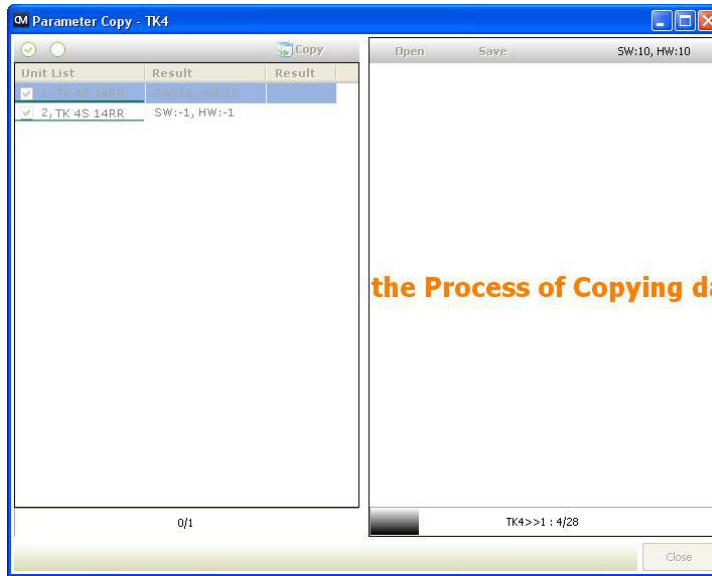 Parameter Copy - TK4
Copy
Open Save SW:10, HW:10
Unit List Result Result
1, TK 4S 14RR SW:10, HW:10
2, TK 4S 14RR SW:-1, HW:-1
the Process of Copying da
0/1
TK4>>1 : 4/28
Close